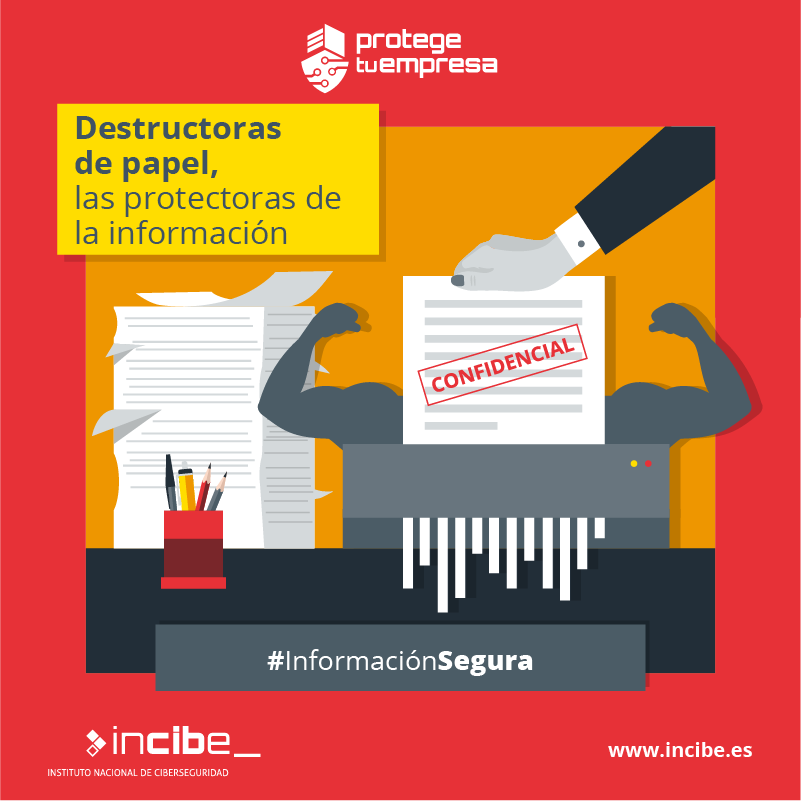 protege
tuempresa
Destructoras
de papel,
las protectoras de
la información
CONFIDENCIAL
#InformaciónSegura
incibe_
INSTITUTO NACIONAL DE CIBERSEGURIDAD
www.incibe.es